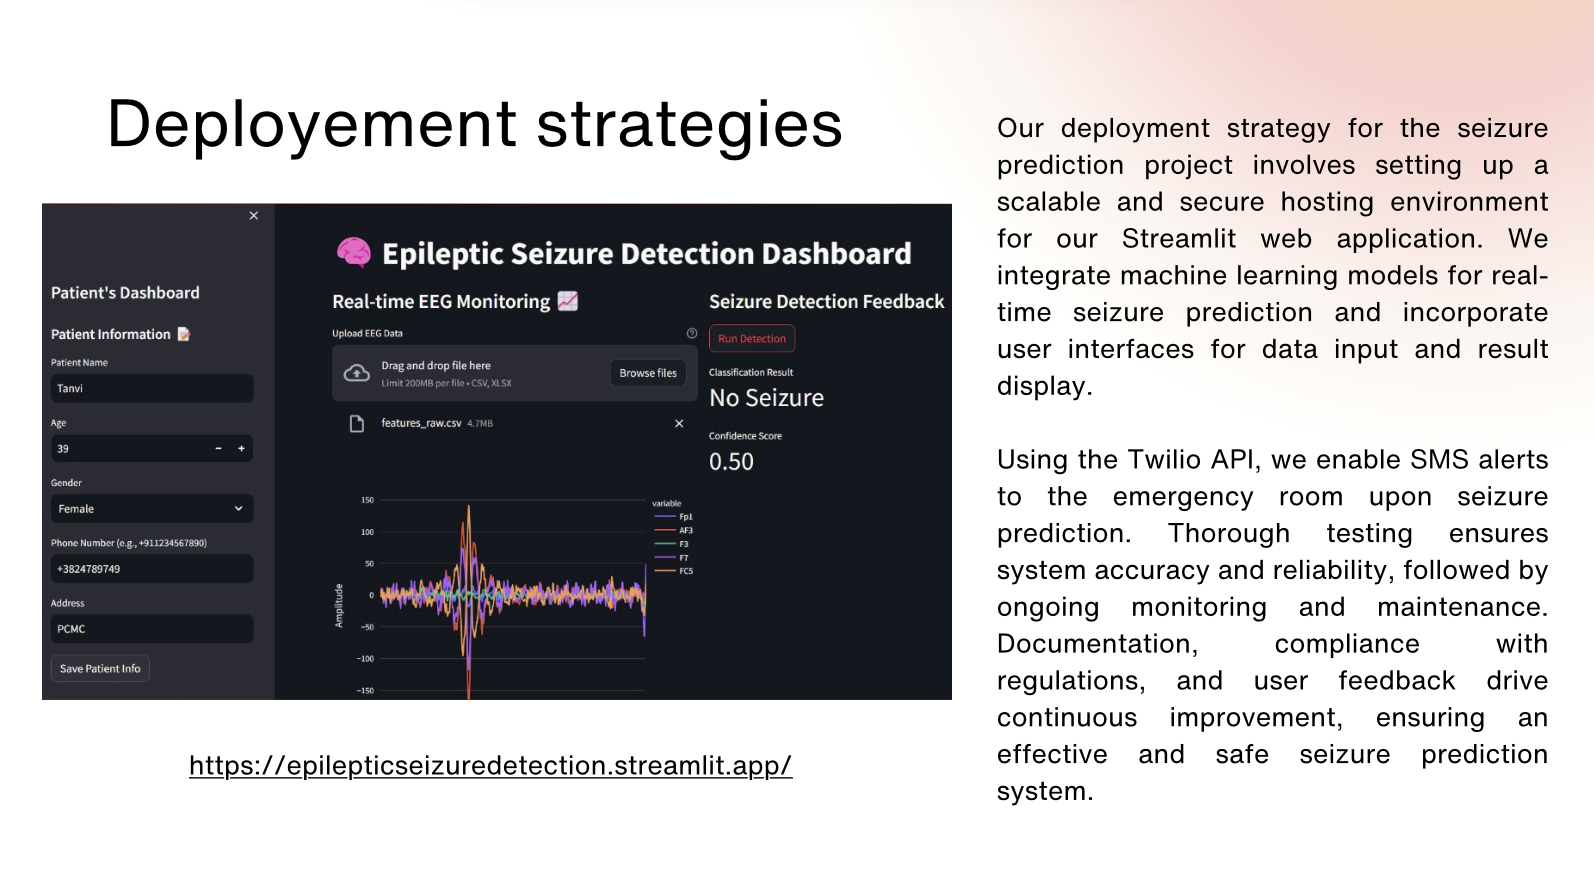 Deployement strategies
Patient's Dashboard
Patient Information
Patient Name
Tanvi
Age
39
Gender
Female
Phone Number (e.g., +911234567890)
+3824789749
Address
PCMC
Save Patient Info
Epileptic Seizure Detection Dashboard
Real-time EEG Monitoring
Upload EEG Data
Drag and drop file here
Limit 200MB per file • CSV, XLSX
Browse files
features_raw.csv 4.7MB
Seizure Detection Feedback
Run Detection
Classification Result
No Seizure
Confidence Score
0.50
150
100
50
0
−50
−100
−150
Amplitude
variable
Fp1
AF3
F3
F7
FC5
https://epilepticseizuredetection.streamlit.app/
Our deployment strategy for the seizure
prediction project involves setting up a
scalable and secure hosting environment
for our Streamlit web application. We
integrate machine learning models for real-
time seizure prediction and incorporate
user interfaces for data input and result
display.
Using the Twilio API, we enable SMS alerts
to the emergency room upon seizure
prediction. Thorough testing ensures
system accuracy and reliability, followed by
ongoing monitoring and maintenance.
Documentation, compliance with
regulations, and user feedback drive
continuous improvement, ensuring an
effective and safe seizure prediction
system.